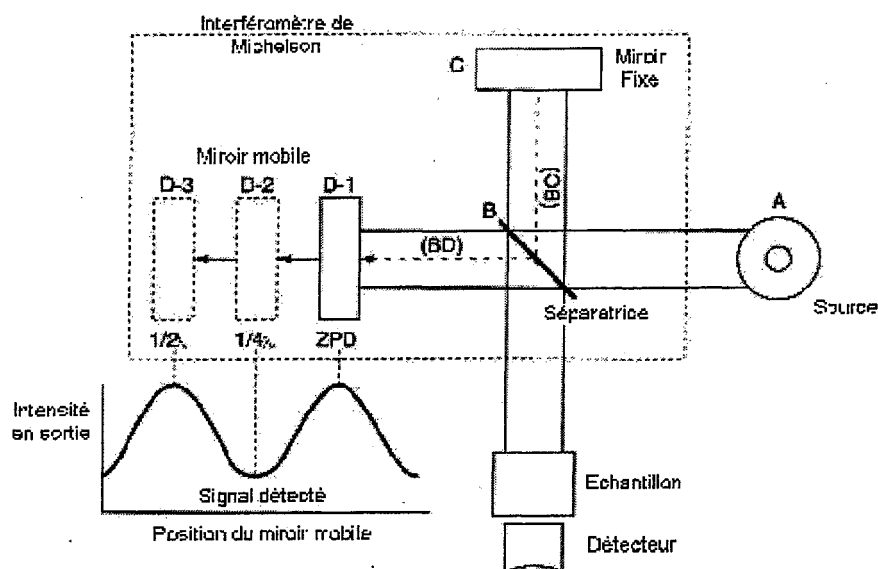 Interféromètre de
Michelson
C
Miroir
Fixe
Miroir mobile
D-3
D-2
D-1
B
(BC)
A
(BD)
Séparatrice
Source
1/2λ
1/4λ
ZPD
Intensité
en sortie
Signal détecté
Position du miroir mobile
Echantillon
Détecteur